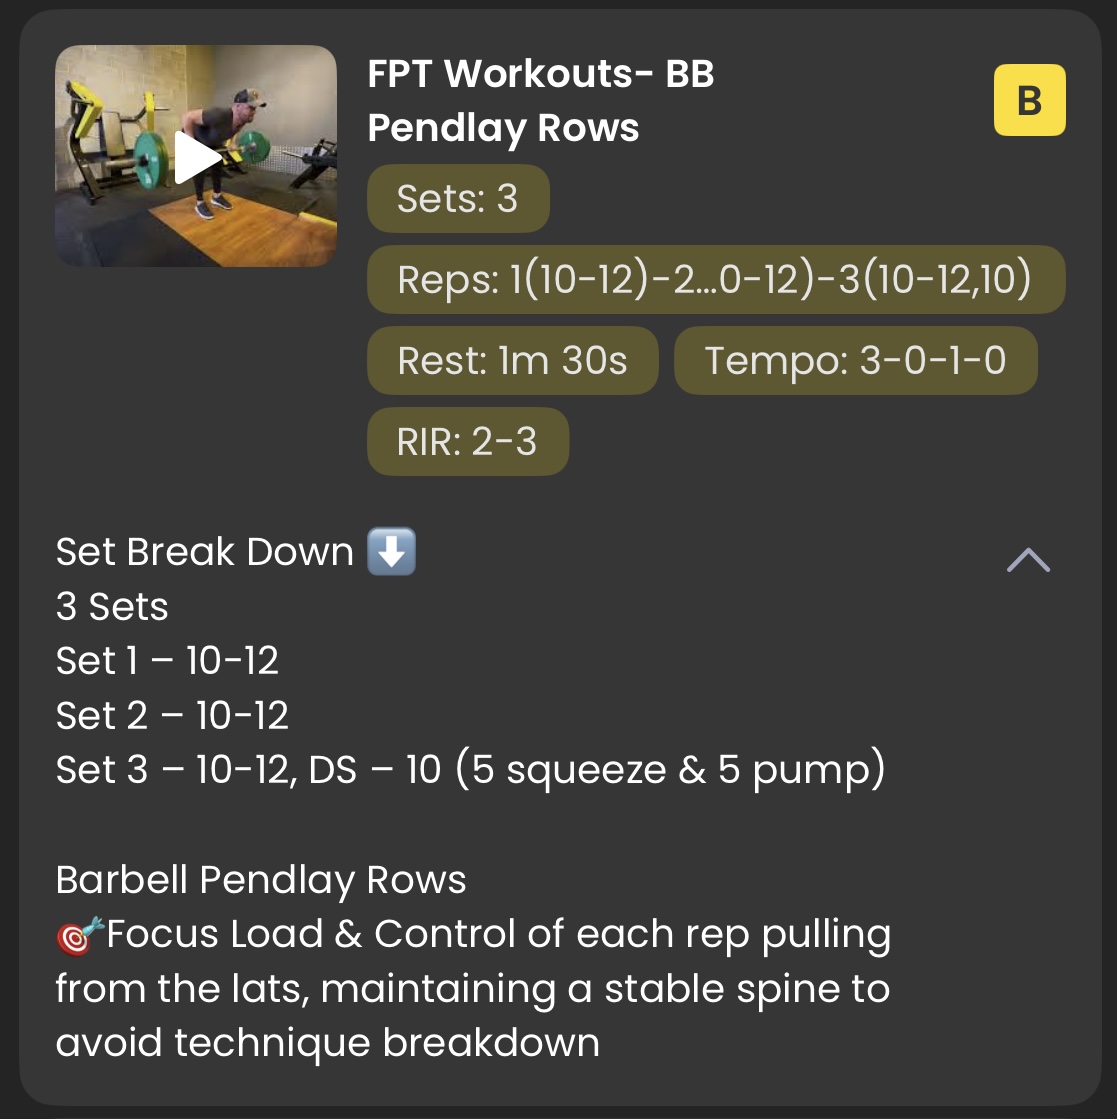 FPT Workouts- BB
Pendlay Rows
B
Sets: 3
Reps: 1(10-12)-2...0-12)-3(10-12,10)
Rest: 1m 30s
Tempo: 3-0-1-0
RIR: 2-3
Set Break Down ⬇️
3 Sets
Set 1 – 10-12
Set 2 – 10-12
Set 3 – 10-12, DS – 10 (5 squeeze & 5 pump)
Barbell Pendlay Rows
🎯Focus Load & Control of each rep pulling
from the lats, maintaining a stable spine to
avoid technique breakdown